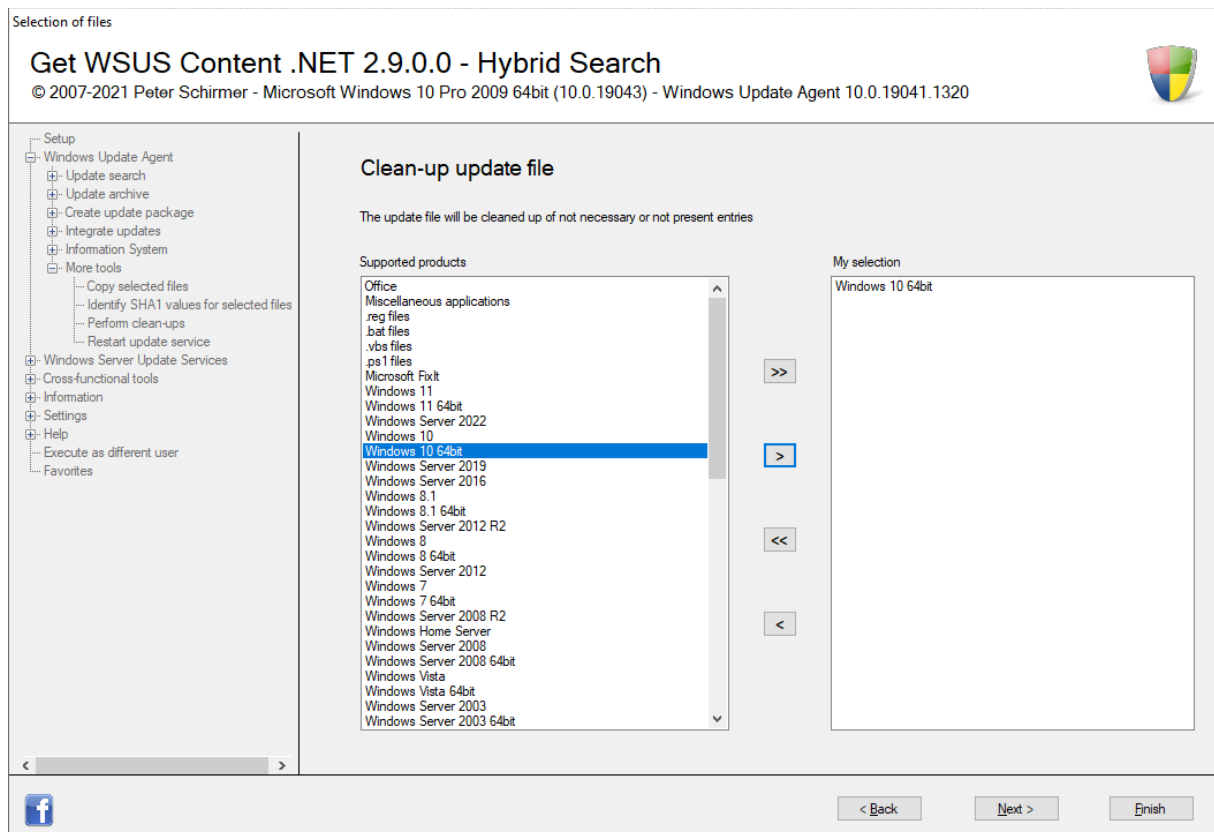 Selection of files
Get WSUS Content .NET 2.9.0.0 - Hybrid Search
© 2007-2021 Peter Schirmer - Microsoft Windows 10 Pro 2009 64bit (10.0.19043) - Windows Update Agent 10.0.19041.1320
Setup
Windows Update Agent
Update search
Update archive
Create update package
Integrate updates
Information System
More tools
Copy selected files
Identify SHA1 values for selected files
Perform clean-ups
Restart update service
Windows Server Update Services
Cross-functional tools
Information
Settings
Help
Execute as different user
Favorites
Clean-up update file
The update file will be cleaned up of not necessary or not present entries
Supported products
Office
Miscellaneous applications
.reg files
.bat files
.vbs files
.ps1 files
Microsoft FixIt
Windows 11
Windows 11 64bit
Windows Server 2022
Windows 10
Windows 10 64bit
Windows Server 2019
Windows Server 2016
Windows 8.1
Windows 8.1 64bit
Windows Server 2012 R2
Windows 8
Windows 8 64bit
Windows Server 2012
Windows 7
Windows 7 64bit
Windows Server 2008 R2
Windows Home Server
Windows Server 2008
Windows Server 2008 64bit
Windows Vista
Windows Vista 64bit
Windows Server 2003
Windows Server 2003 64bit
>>
>
<<
<
My selection
Windows 10 64bit
f
< Back
Next >
Finish